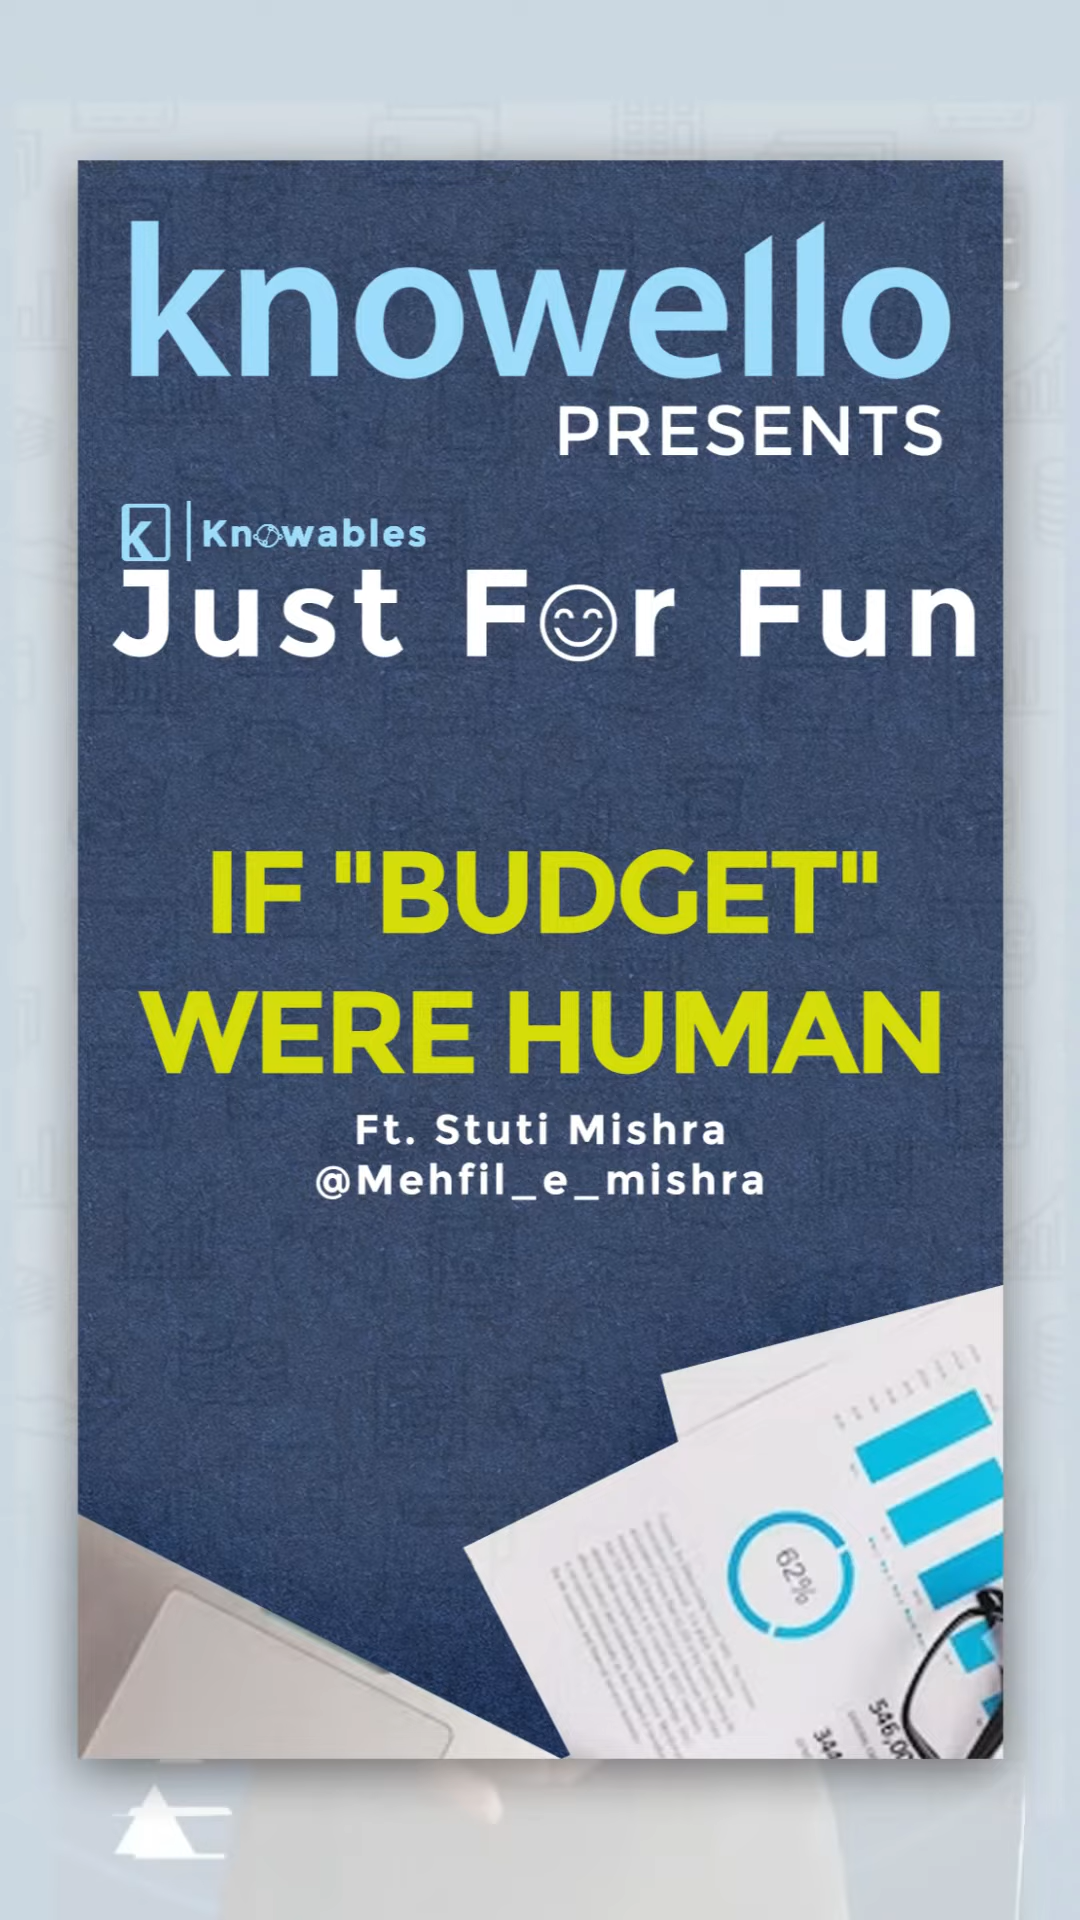 knowello
PRESENTS
K | Knowables
Just For Fun
IF "BUDGET"
WERE HUMAN
Ft. Stuti Mishra
@Mehfil_e_mishra
62%